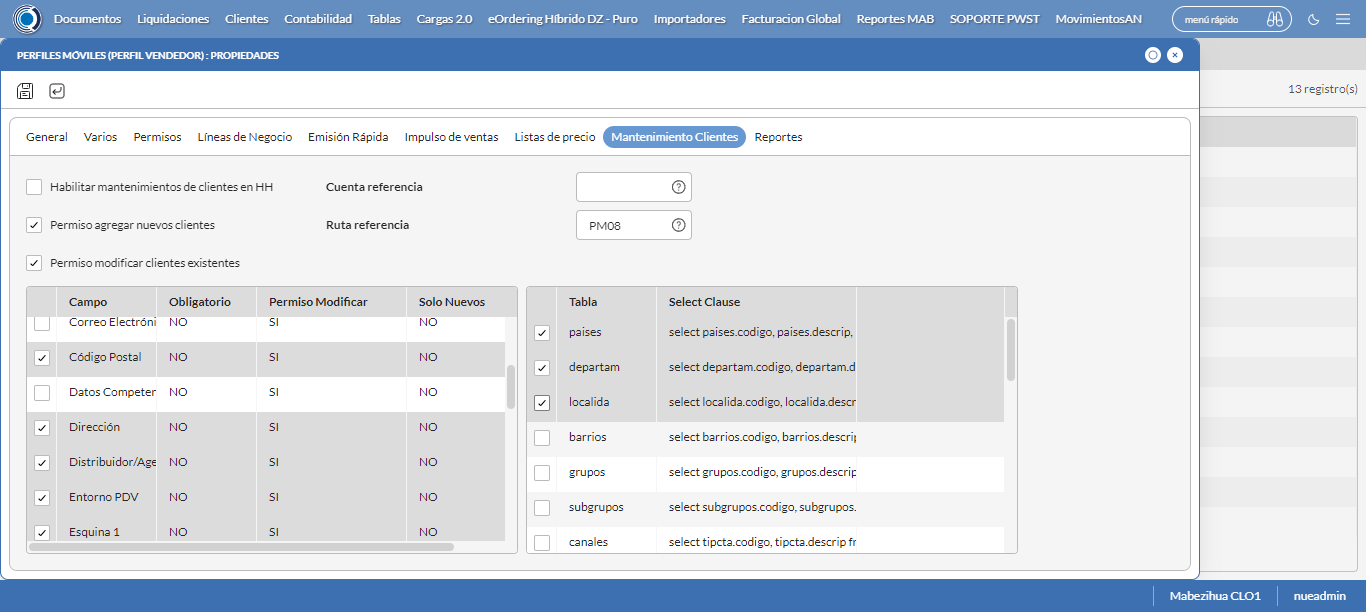 Documentos Liquidaciones Clientes Contabilidad Tablas Cargas 2.0 eOrdering Híbrido DZ - Puro Importadores Facturacion Global Reportes MAB SOPORTE PWST MovimientosAN menú rápido
PERFILES MÓVILES (PERFIL VENDEDOR) : PROPIEDADES
13 registro(s)
General Varios Permisos Líneas de Negocio Emisión Rápida Impulso de ventas Listas de precio Mantenimiento Clientes Reportes
Habilitar mantenimientos de clientes en HH Cuenta referencia
Permiso agregar nuevos clientes Ruta referencia PM08
Permiso modificar clientes existentes
Campo Obligatorio Permiso Modificar Solo Nuevos
Correo Electróni NO SI NO
Código Postal NO SI NO
Datos Competer NO SI NO
Dirección NO SI NO
Distribuidor/Age NO SI NO
Entorno PDV NO SI NO
Esquina 1 NO SI NO
Tabla Select Clause
paises select paises.codigo, paises.descrip,
departam select departam.codigo, departam.d
localida select localida.codigo, localida.descr
barrios select barrios.codigo, barrios.descrip
grupos select grupos.codigo, grupos.descrip
subgrupos select subgrupos.codigo, subgrupos.
canales select tipcta.codigo, tipcta.descrip fr
Mabezihua CLO1 nueadmin